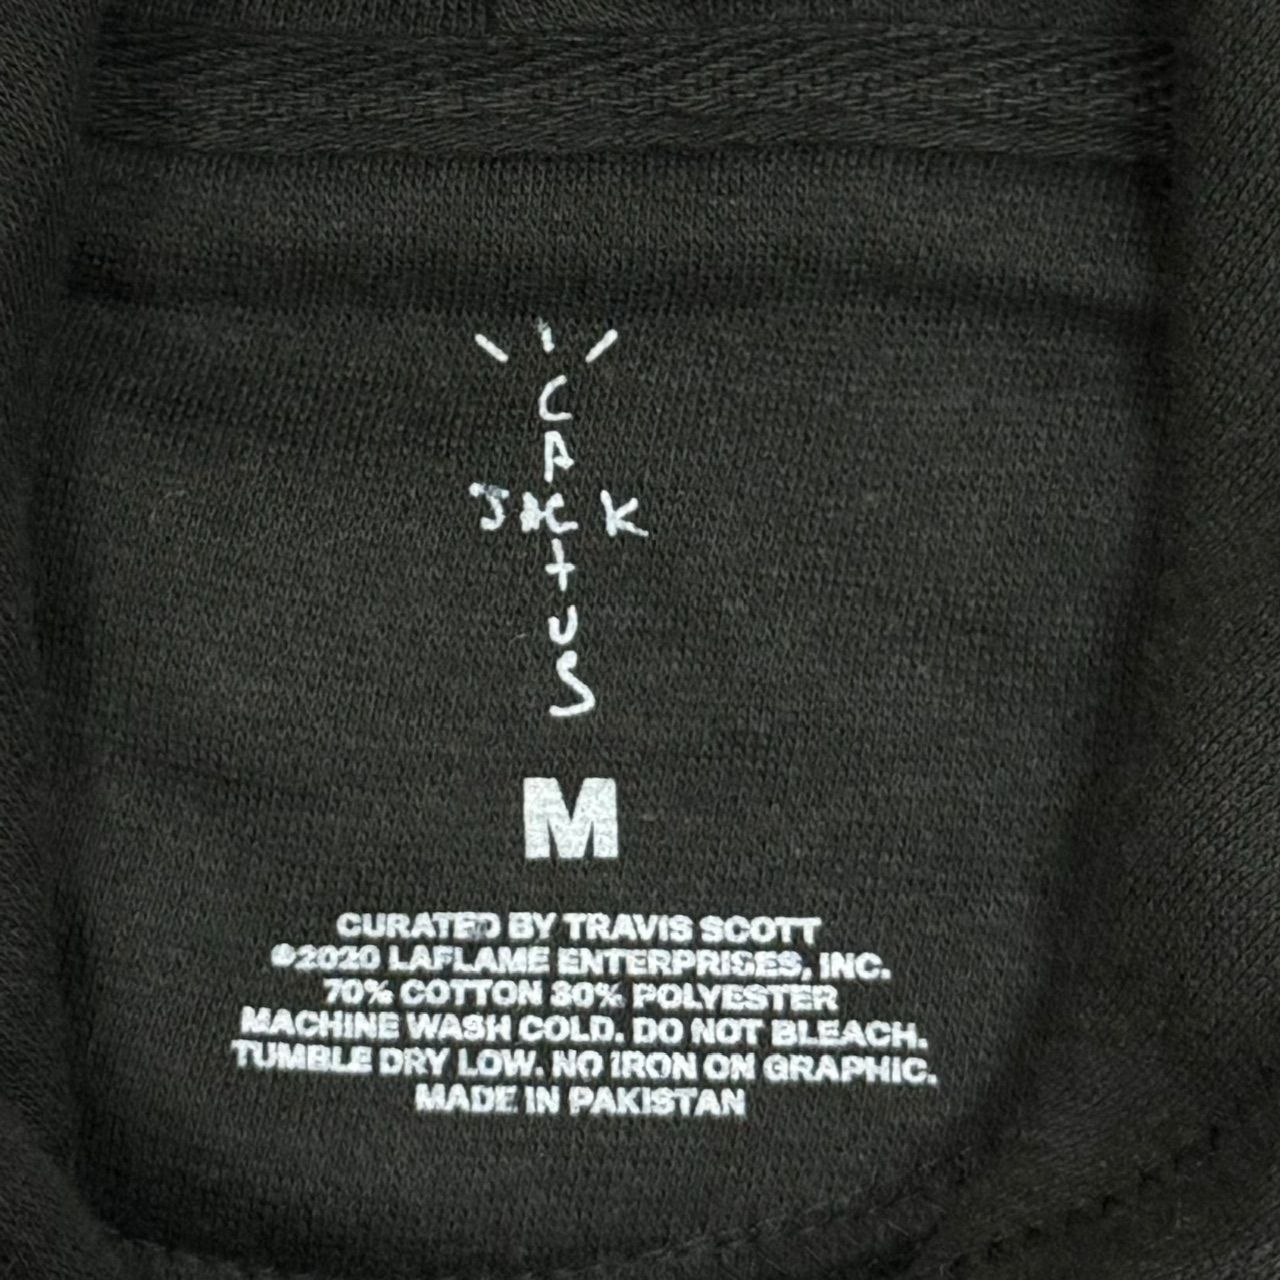 CACTUS
JACK
M
CURATED BY TRAVIS SCOTT
©2020 LAFLAME ENTERPRISES, INC.
70% COTTON 30% POLYESTER
MACHINE WASH COLD. DO NOT BLEACH.
TUMBLE DRY LOW. NO IRON ON GRAPHIC.
MADE IN PAKISTAN